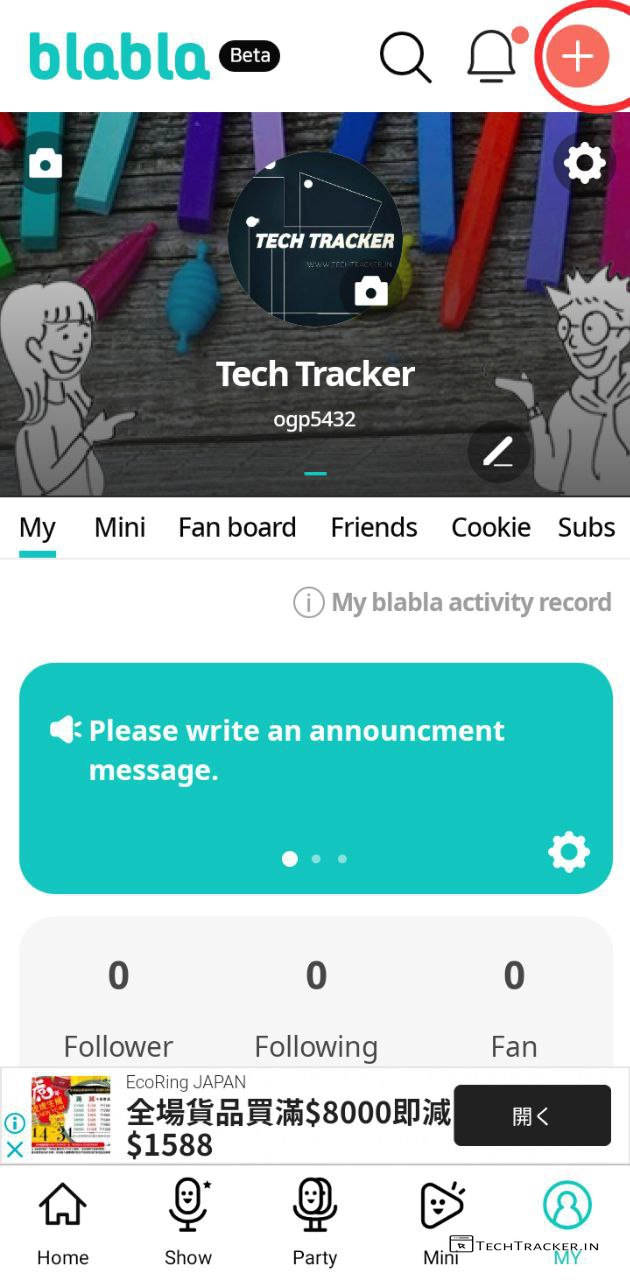 blabla Beta
TECH TRACKER
WWW.TECHTRACKER.IN
Tech Tracker
ogp5432
My Mini Fan board Friends Cookie Subs
My blabla activity record
Please write an announcment
message.
0 0 0
Follower Following Fan
EcoRing JAPAN
全場貨品買滿$8000即減
$1588
開く
Home Show Party Mini MY
TECHTRACKER.IN